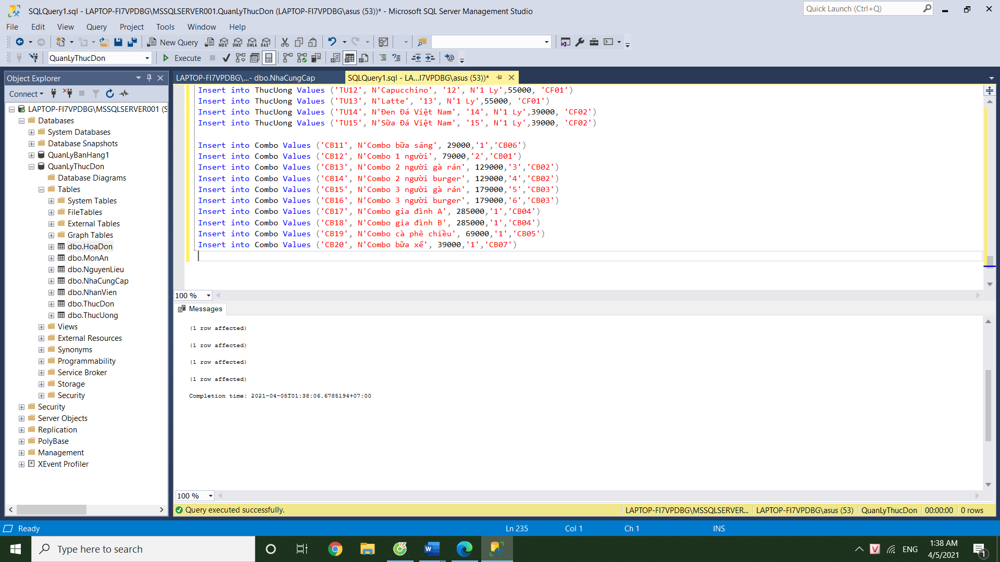 SQLQuery1.sql - LAPTOP-FI7VPDBG\MSSQLSERVER001.QuanLyThucDon (LAPTOP-FI7VPDBG\asus (53))* - Microsoft SQL Server Management Studio
Quick Launch (Ctrl+Q)
File Edit View Query Project Tools Window Help
New Query
MDX DMX XMLA DAX
QuanLyThucDon
Execute
Object Explorer
Connect
LAPTOP-FI7VPDBG\MSSQLSERVER001 (S
Databases
System Databases
Database Snapshots
QuanLyBanHang1
QuanLyThucDon
Database Diagrams
Tables
System Tables
FileTables
External Tables
Graph Tables
dbo.HoaDon
dbo.MonAn
dbo.NguyenLieu
dbo.NhaCungCap
dbo.NhanVien
dbo.ThucDon
dbo.ThucUong
Views
External Resources
Synonyms
Programmability
Service Broker
Storage
Security
Security
Server Objects
Replication
PolyBase
Management
XEvent Profiler
LAPTOP-FI7VPDBG\...- dbo.NhaCungCap
SQLQuery1.sql - LA...I7VPDBG\asus (53))*
Insert into ThucUong Values ('TU12', N'Capucchino', '12', N'1 Ly',55000, 'CF01')
Insert into ThucUong Values ('TU13', N'Latte', '13', N'1 Ly',55000, 'CF01')
Insert into ThucUong Values ('TU14', N'Đen Đá Việt Nam', '14', N'1 Ly',39000, 'CF02')
Insert into ThucUong Values ('TU15', N'Sữa Đá Việt Nam', '15', N'1 Ly',39000, 'CF02')
Insert into Combo Values ('CB11', N'Combo bữa sáng', 29000,'1','CB06')
Insert into Combo Values ('CB12', N'Combo 1 người', 79000,'2','CB01')
Insert into Combo Values ('CB13', N'Combo 2 người gà rán', 129000,'3','CB02')
Insert into Combo Values ('CB14', N'Combo 2 người burger', 129000,'4','CB02')
Insert into Combo Values ('CB15', N'Combo 3 người gà rán', 179000,'5','CB03')
Insert into Combo Values ('CB16', N'Combo 3 người burger', 179000,'6','CB03')
Insert into Combo Values ('CB17', N'Combo gia đình A', 285000,'1','CB04')
Insert into Combo Values ('CB18', N'Combo gia đình B', 285000,'1','CB04')
Insert into Combo Values ('CB19', N'Combo cà phê chiều', 69000,'1','CB05')
Insert into Combo Values ('CB20', N'Combo bữa xế', 39000,'1','CB07')
100 %
Messages
(1 row affected)
(1 row affected)
(1 row affected)
(1 row affected)
Completion time: 2021-04-05T01:38:06.6785194+07:00
100 %
Query executed successfully.
LAPTOP-FI7VPDBG\MSSQLSERVER... LAPTOP-FI7VPDBG\asus (53) QuanLyThucDon 00:00:00 0 rows
Ready
Ln 235 Col 1 Ch 1 INS
Type here to search
ENG
1:38 AM
4/5/2021
1